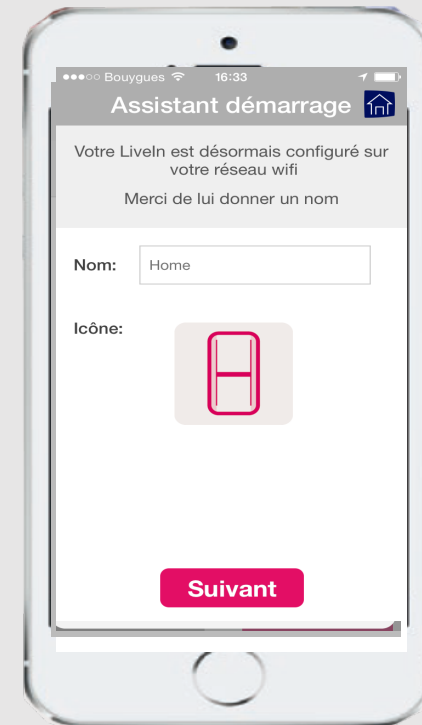 Bouygues 16:33
Assistant démarrage
Votre LiveIn est désormais configuré sur
votre réseau wifi
Merci de lui donner un nom
Nom: Home
Icône:
Suivant